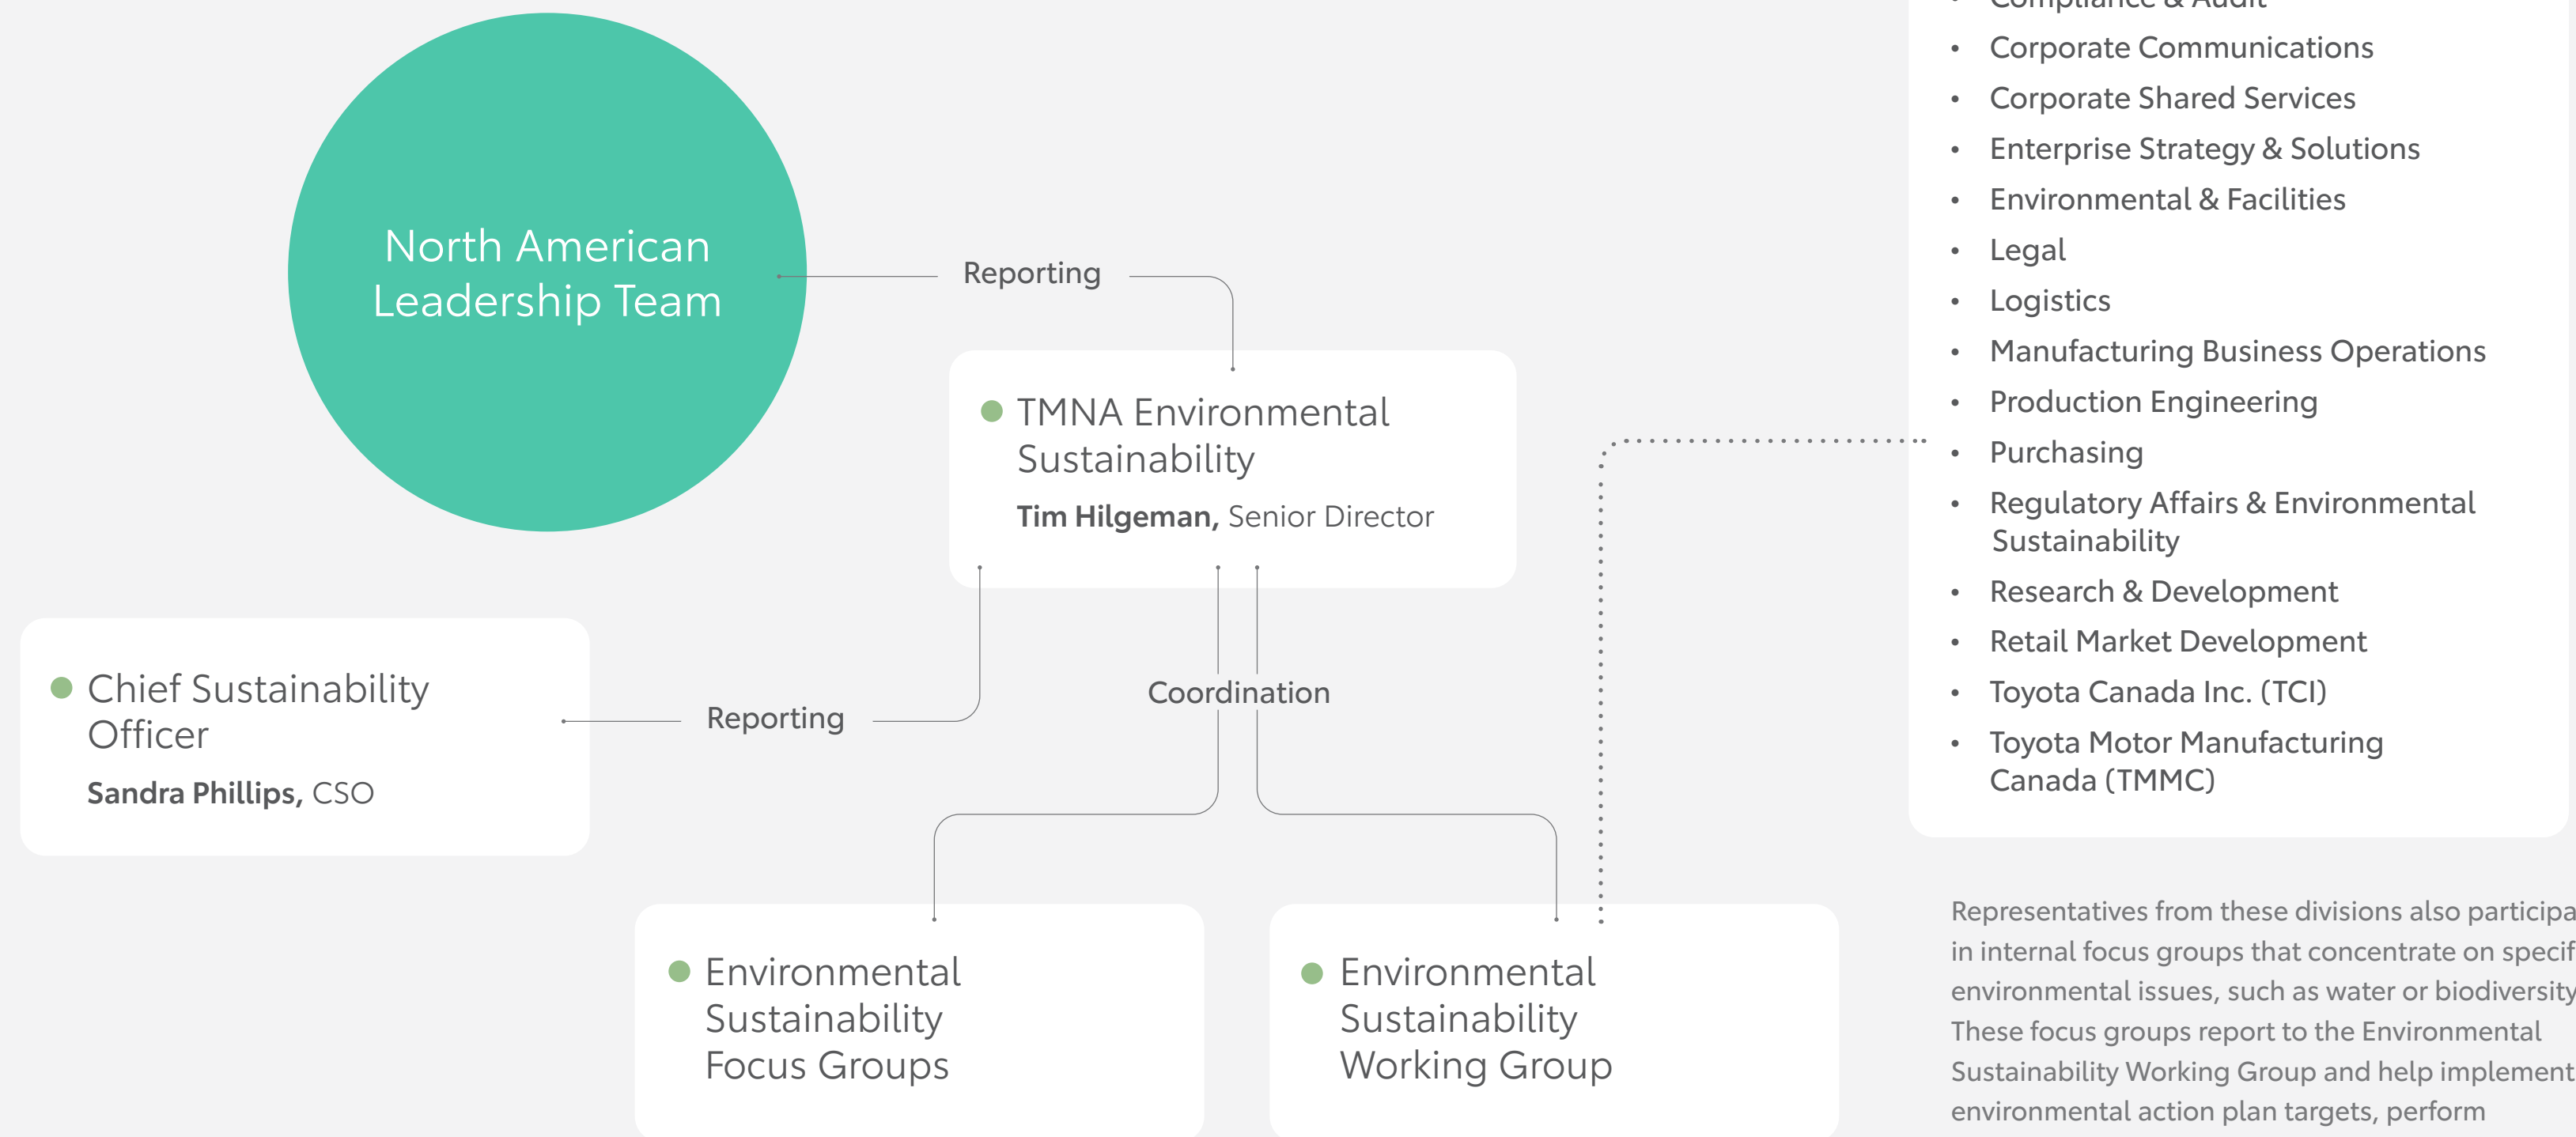 North American
Leadership Team
Reporting
TMNA Environmental
Sustainability
Tim Hilgeman, Senior Director
Chief Sustainability
Officer
Sandra Phillips, CSO
Reporting
Coordination
Environmental
Sustainability
Focus Groups
Environmental
Sustainability
Working Group
• Compliance & Audit
• Corporate Communications
• Corporate Shared Services
• Enterprise Strategy & Solutions
• Environmental & Facilities
• Legal
• Logistics
• Manufacturing Business Operations
• Production Engineering
• Purchasing
• Regulatory Affairs & Environmental
Sustainability
• Research & Development
• Retail Market Development
• Toyota Canada Inc. (TCI)
• Toyota Motor Manufacturing
Canada (TMMC)
Representatives from these divisions also participa
in internal focus groups that concentrate on specif
environmental issues, such as water or biodiversity
These focus groups report to the Environmental
Sustainability Working Group and help implement
environmental action plan targets, perform